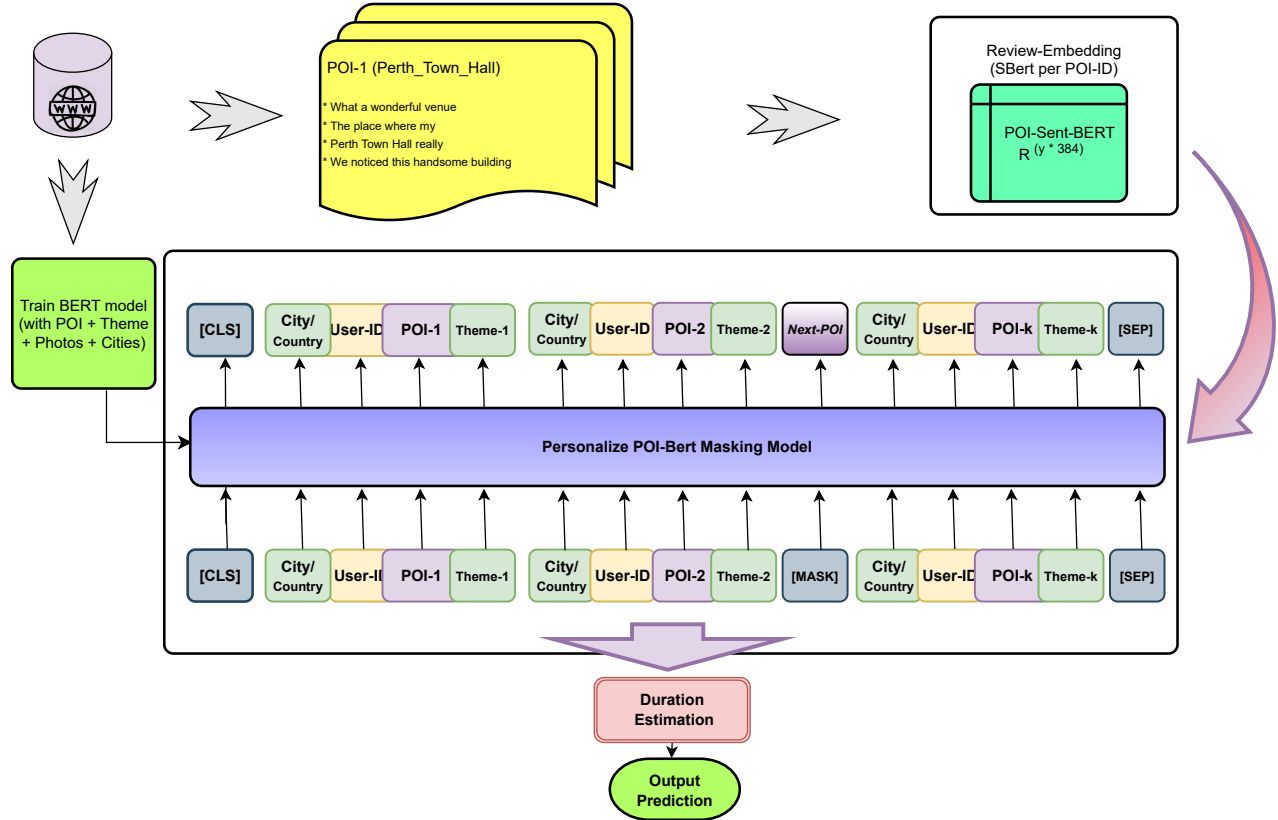 WWW
POI-1 (Perth_Town_Hall)
* What a wonderful venue
* The place where my
* Perth Town Hall really
* We noticed this handsome building
Review-Embedding
(SBert per POI-ID)
POI-Sent-BERT
R (y * 384)
Train BERT model
(with POI + Theme
+ Photos + Cities)
[CLS]
City/
Country
User-ID
POI-1
Theme-1
City/
Country
User-ID
POI-2
Theme-2
Next-POI
City/
Country
User-ID
POI-k
Theme-k
[SEP]
Personalize POI-Bert Masking Model
[CLS]
City/
Country
User-ID
POI-1
Theme-1
City/
Country
User-ID
POI-2
Theme-2
[MASK]
City/
Country
User-ID
POI-k
Theme-k
[SEP]
Duration
Estimation
Output
Prediction